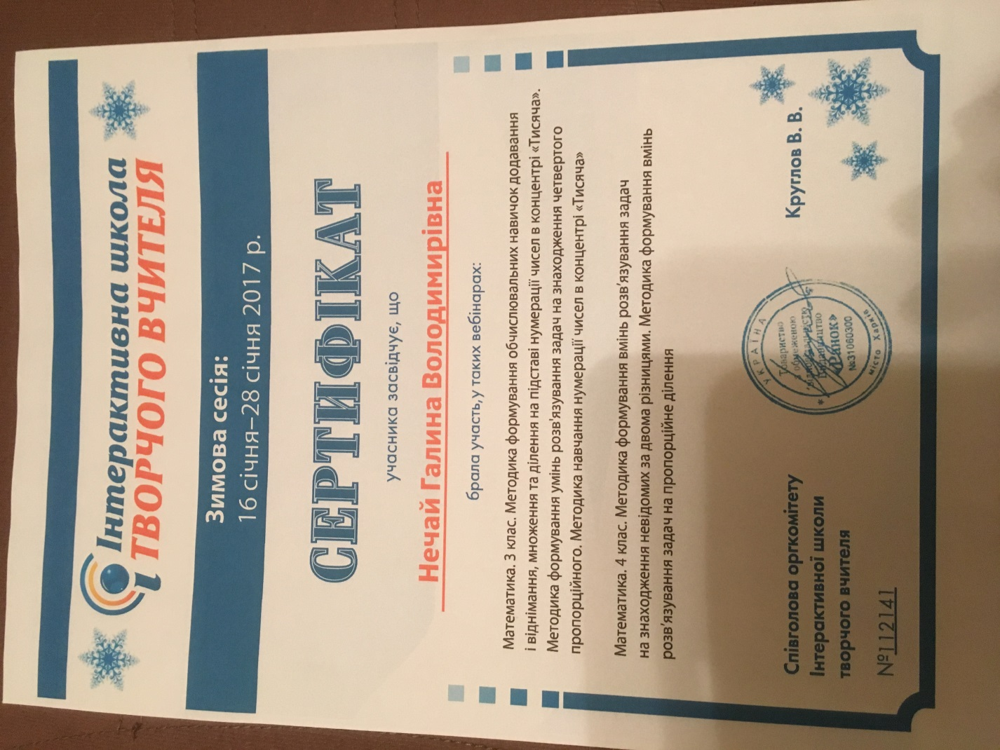 Інтерактивна школа
ТВОРЧОГО ВЧИТЕЛЯ
Зимова сесія:
16 січня–28 січня 2017 р.
СЕРТИФІКАТ
учасника засвідчує, що
Нечай Галина Володимирівна
брала участь,у таких вебінарах:
Математика. 3 клас. Методика формування обчислювальних навичок додавання
і віднімання, множення та ділення на підставі нумерації чисел в концентрі «Тисяча».
Методика формування умінь розв'язування задач на знаходження четвертого
пропорційного. Методика навчання нумерації чисел в концентрі «Тисяча»
Математика. 4 клас. Методика формування вмінь розв'язування задач
на знаходження невідомих за двома різницями. Методика формування вмінь
розв'язування задач на пропорційне ділення
Співголова оргкомітету
Інтерактивної школи
творчого вчителя
УКРАЇНА
Товариство
з обмеженою
відповідальністю
Видавництво
«Ранок»
№31060300
місто Харків
Круглов В. В.
№112141